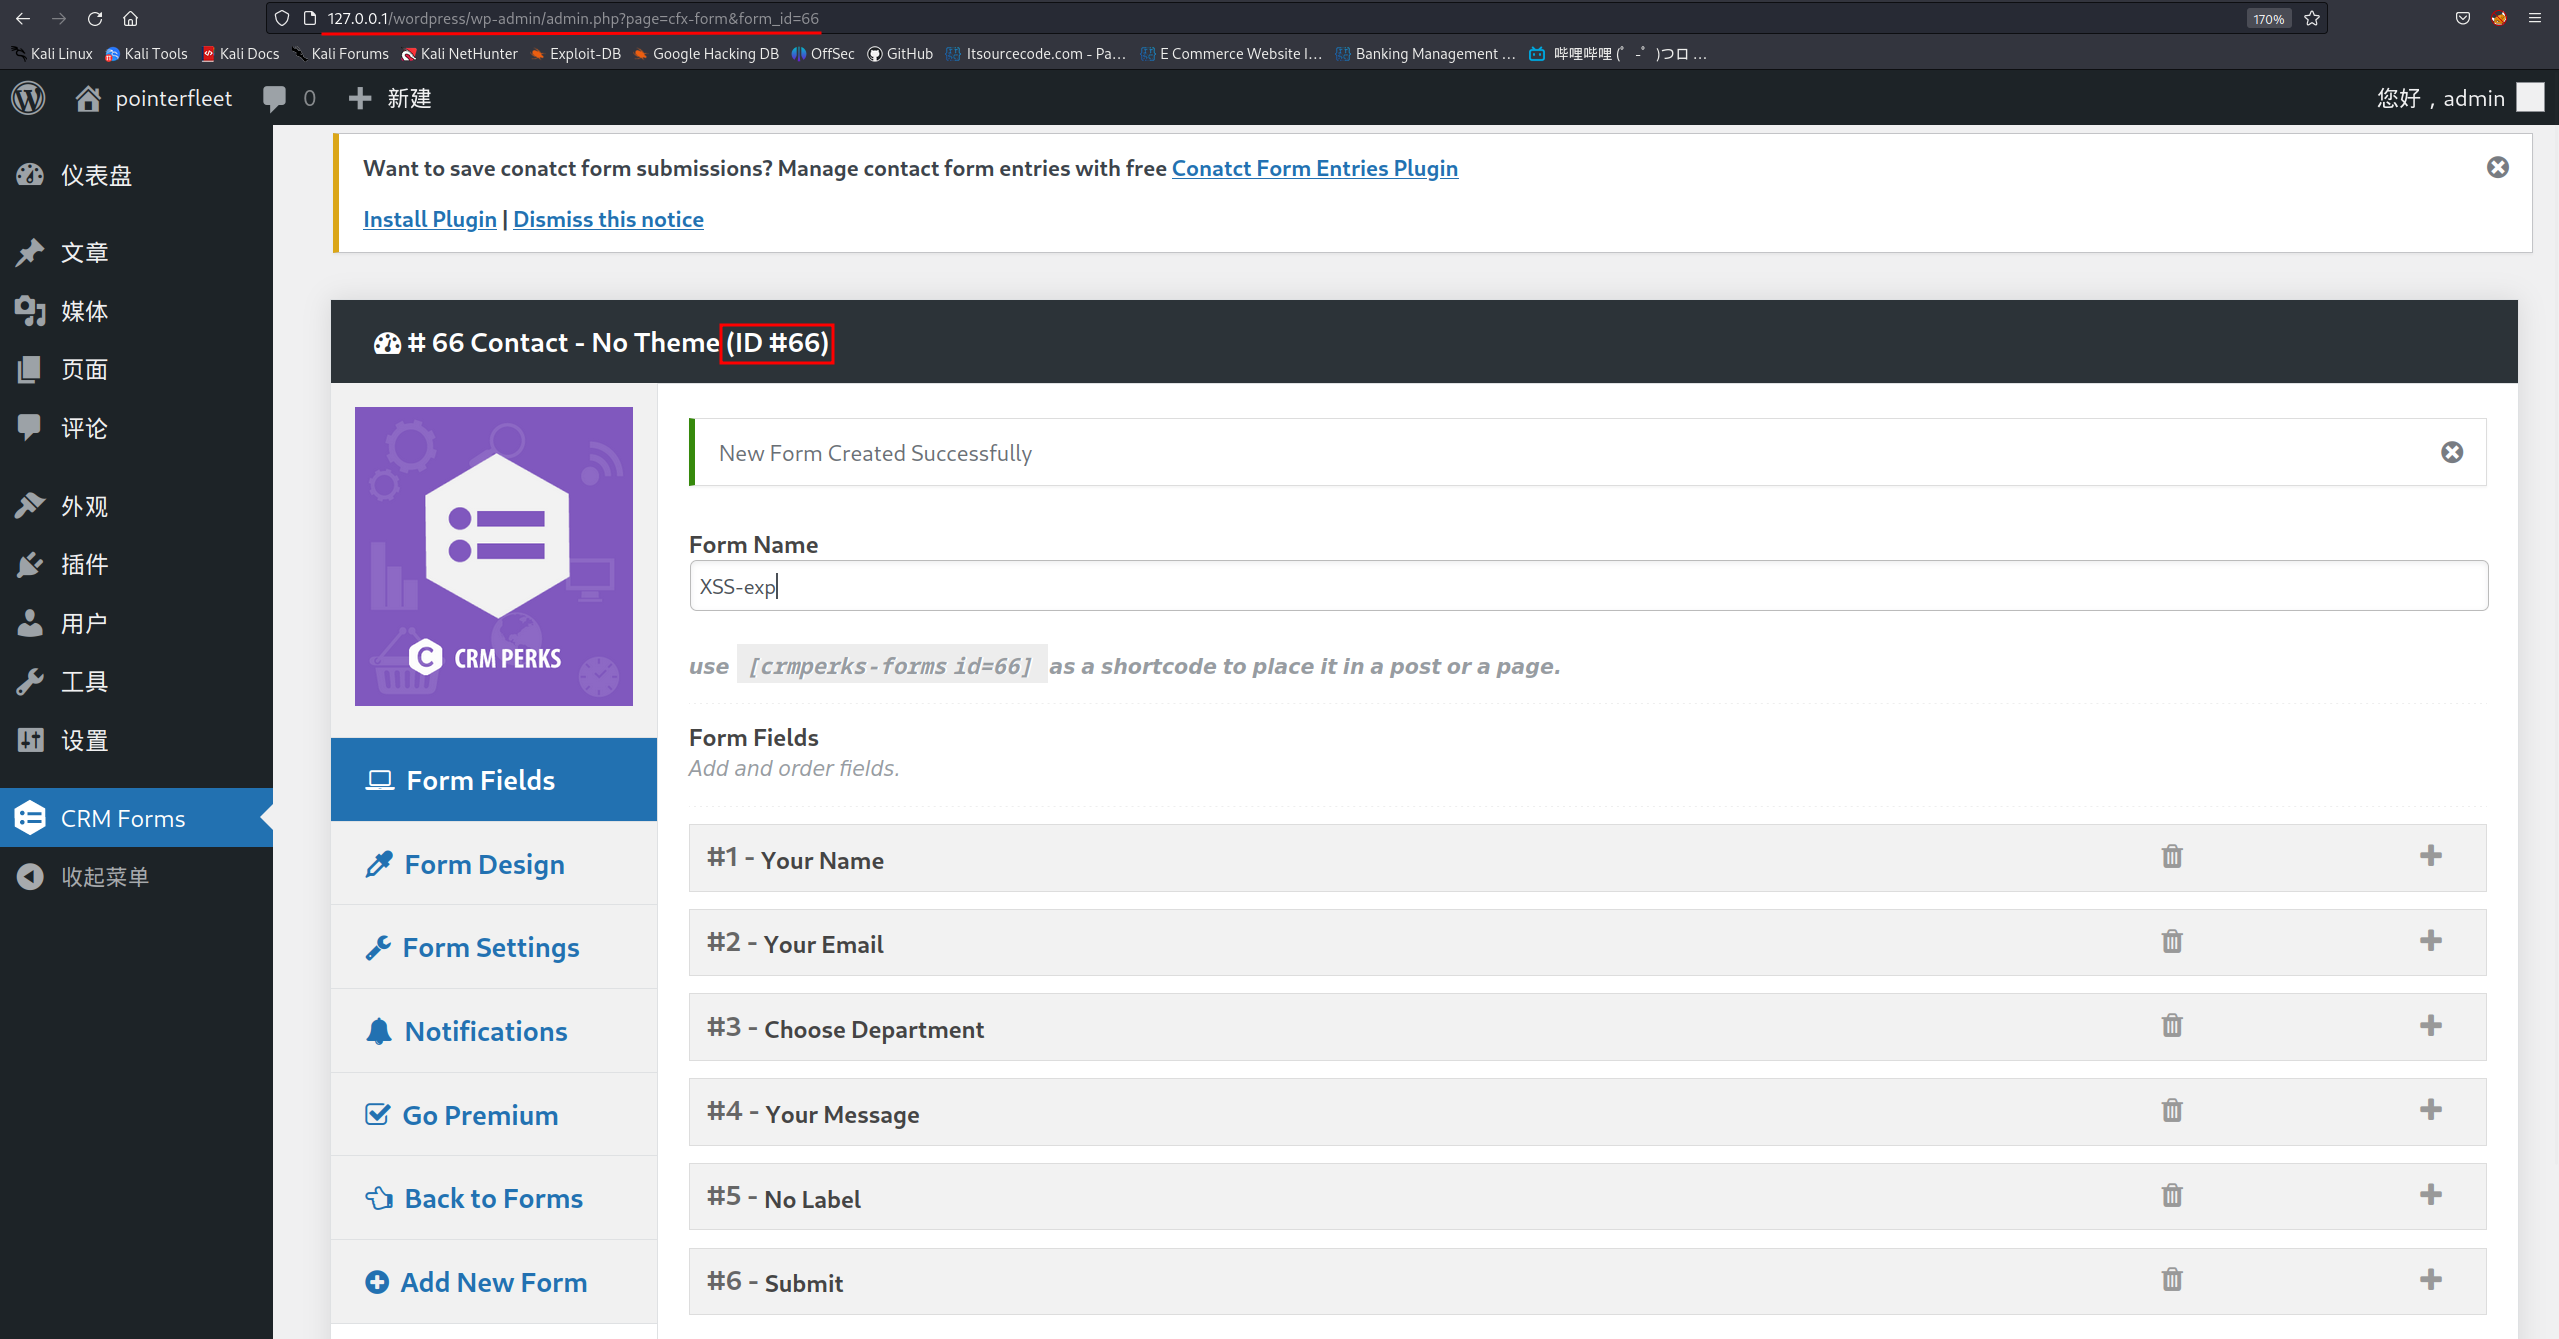 127.0.0.1/wordpress/wp-admin/admin.php?page=cfx-form&form_id=66 170%
Kali Linux Kali Tools Kali Docs Kali Forums Kali NetHunter Exploit-DB Google Hacking DB OffSec GitHub Itsourcecode.com - Pa... E Commerce Website I... Banking Management ... 哔哩哔哩 (゜-゜)つロ ...
pointerfleet 0 新建 您好，admin
仪表盘
文章
媒体
页面
评论
外观
插件
用户
工具
设置
CRM Forms
收起菜单
Want to save conatct form submissions? Manage contact form entries with free Conatct Form Entries Plugin
Install Plugin | Dismiss this notice
# 66 Contact - No Theme (ID #66)
C CRM PERKS
Form Fields
Form Design
Form Settings
Notifications
Go Premium
Back to Forms
Add New Form
New Form Created Successfully
Form Name
XSS-exp
use [crmperks-forms id=66] as a shortcode to place it in a post or a page.
Form Fields
Add and order fields.
#1 - Your Name
#2 - Your Email
#3 - Choose Department
#4 - Your Message
#5 - No Label
#6 - Submit